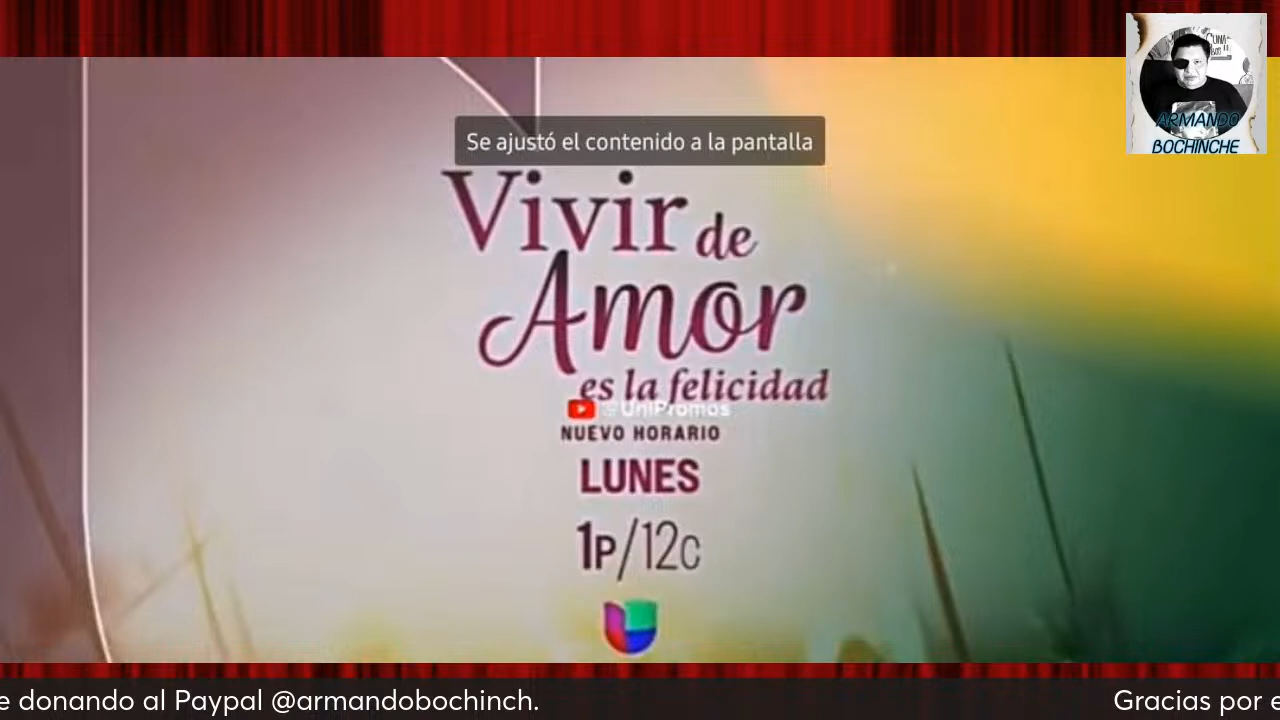 ARMANDO
BOCHINCHE
Se ajustó el contenido a la pantalla
Vivir de
Amor
es la felicidad
@UniPromos
NUEVO HORARIO
LUNES
1P/12C
e donando al Paypal @armandobochinch.
Gracias por e